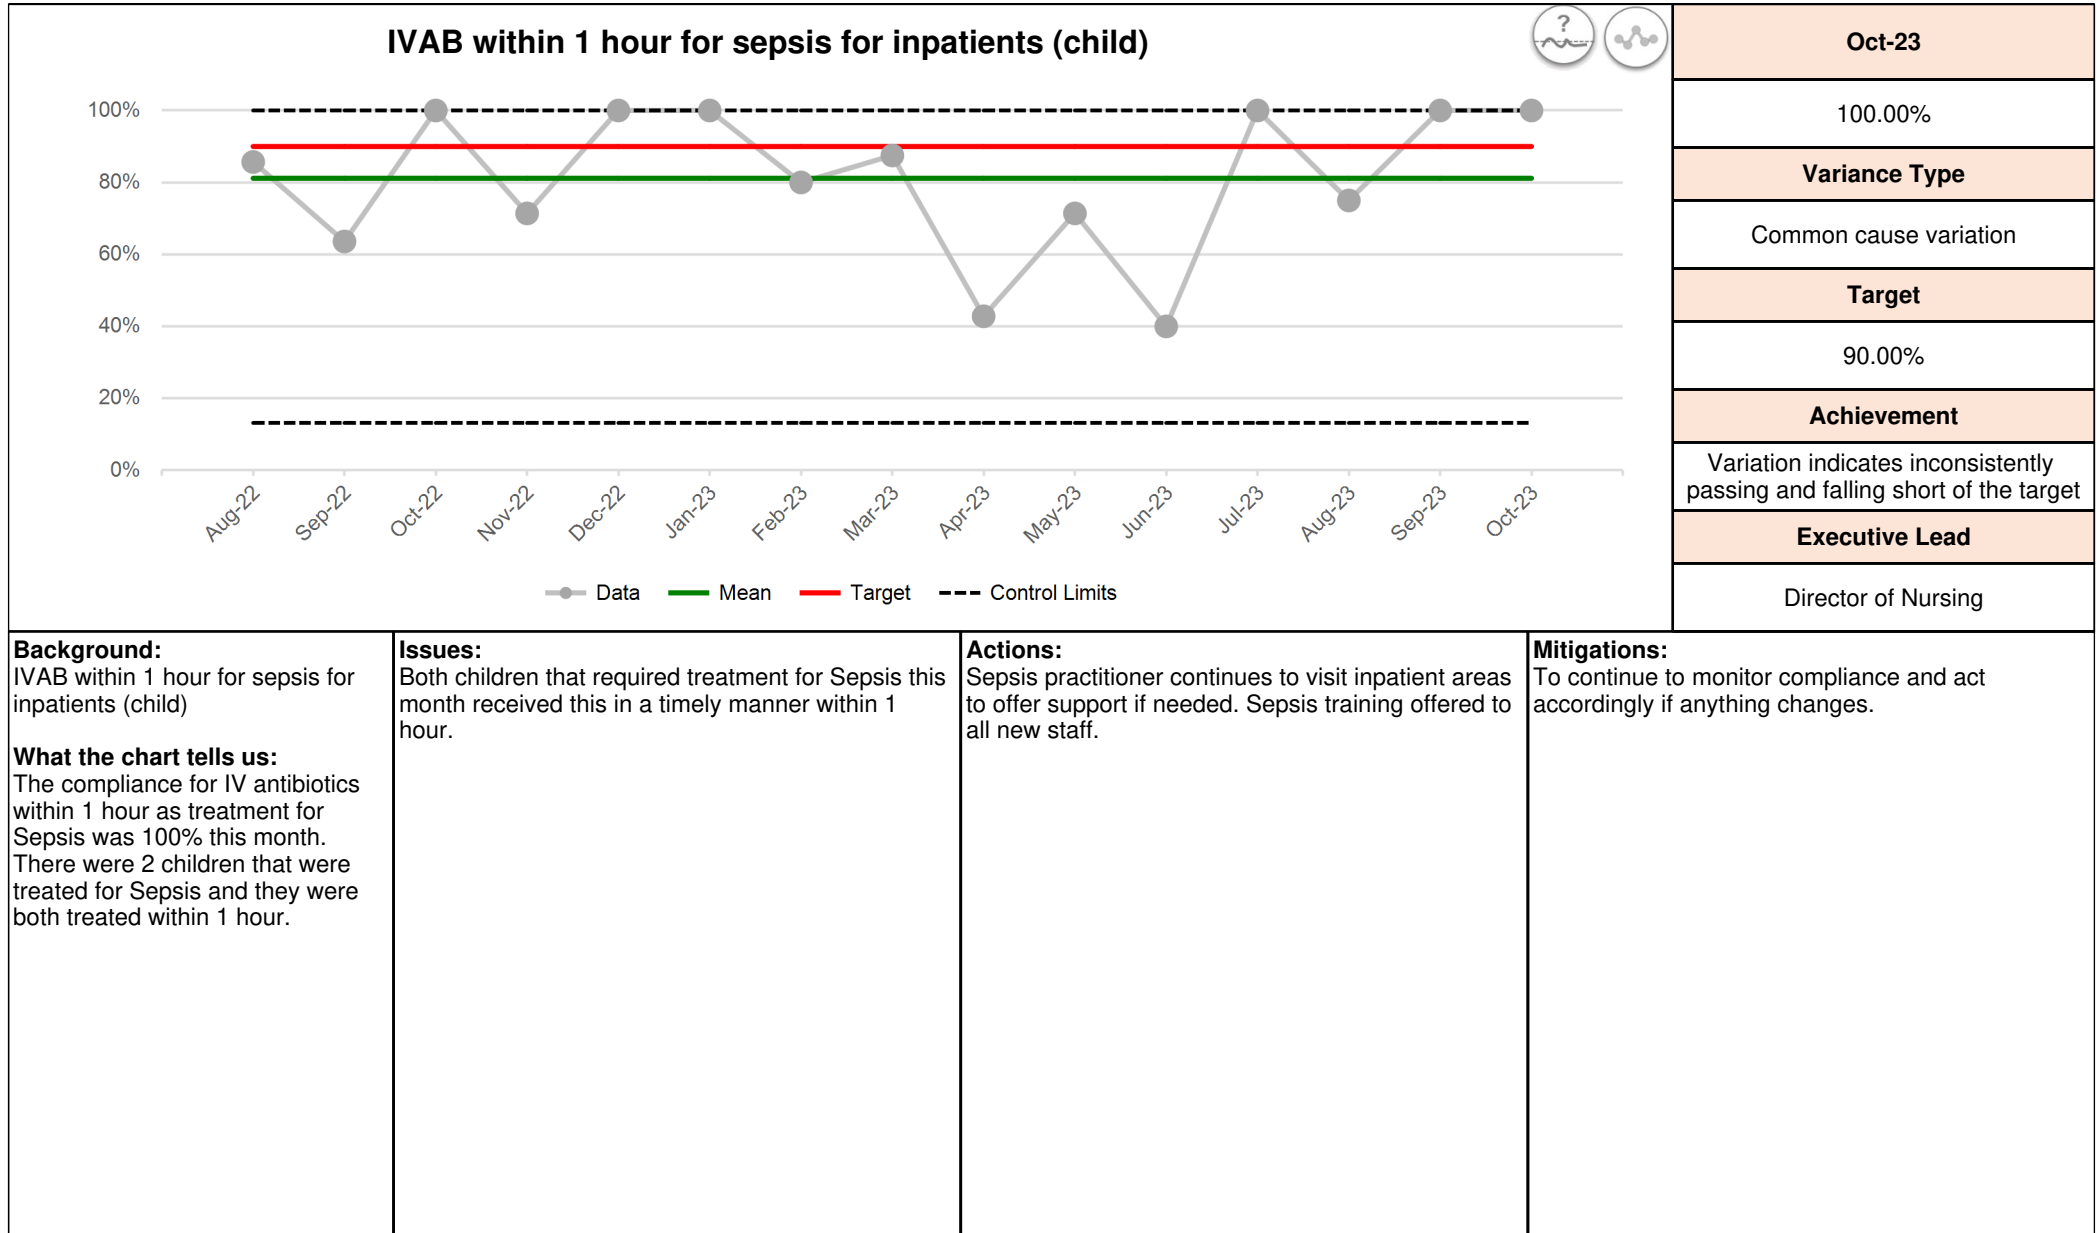 IVAB within 1 hour for sepsis for inpatients (child)
?
100%
80%
60%
40%
20%
0%
Aug-22
Sep-22
Oct-22
Nov-22
Dec-22
Jan-23
Feb-23
Mar-23
Apr-23
May-23
Jun-23
Jul-23
Aug-23
Sep-23
Oct-23
Data
Mean
Target
Control Limits
Oct-23
100.00%
Variance Type
Common cause variation
Target
90.00%
Achievement
Variation indicates inconsistently
passing and falling short of the target
Executive Lead
Director of Nursing
Background:
IVAB within 1 hour for sepsis for
inpatients (child)
What the chart tells us:
The compliance for IV antibiotics
within 1 hour as treatment for
Sepsis was 100% this month.
There were 2 children that were
treated for Sepsis and they were
both treated within 1 hour.
Issues:
Both children that required treatment for Sepsis this
month received this in a timely manner within 1
hour.
Actions:
Sepsis practitioner continues to visit inpatient areas
to offer support if needed. Sepsis training offered to
all new staff.
Mitigations:
To continue to monitor compliance and act
accordingly if anything changes.